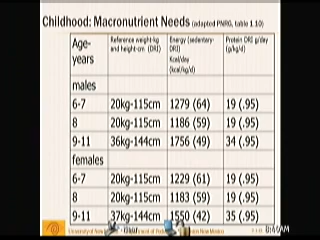 Childhood: Macronutrient Needs (adapted PNRG, table 1.10)
Age-years
Reference weight-kg and height-cm (DRI)
Energy (sedentary-DRI)
Kcal/day
(kcal/kg/d)
Protein DRI g/day
(g/kg/d)
males
6-7 20kg-115cm 1279 (64) 19 (.95)
8 20kg-115cm 1186 (59) 19 (.95)
9-11 36kg-144cm 1756 (49) 34 (.95)
females
6-7 20kg-115cm 1229 (61) 19 (.95)
8 20kg-115cm 1183 (59) 19 (.95)
9-11 37kg-144cm 1550 (42) 35 (.95)
University of New